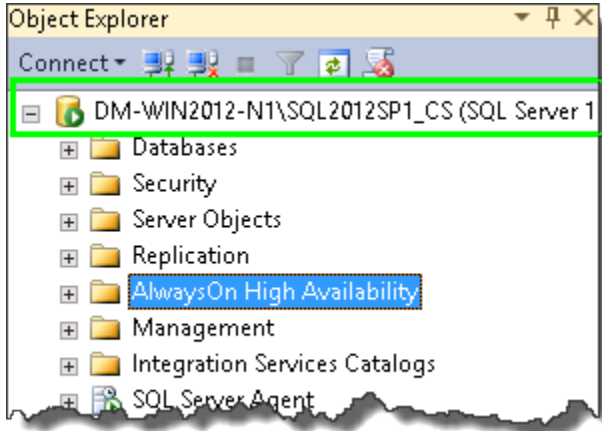 Object Explorer
Connect
DM-WIN2012-N1\SQL2012SP1_CS (SQL Server 1
Databases
Security
Server Objects
Replication
AlwaysOn High Availability
Management
Integration Services Catalogs
SQL Server Agent